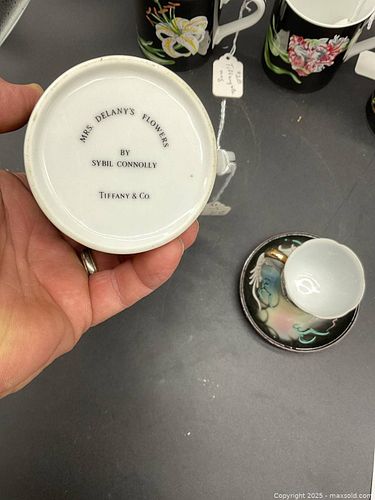 MRS DELANY'S FLOWERS
BY
SYBIL CONNOLLY
TIFFANY & CO.
Copyright 2025 - maxsold.com